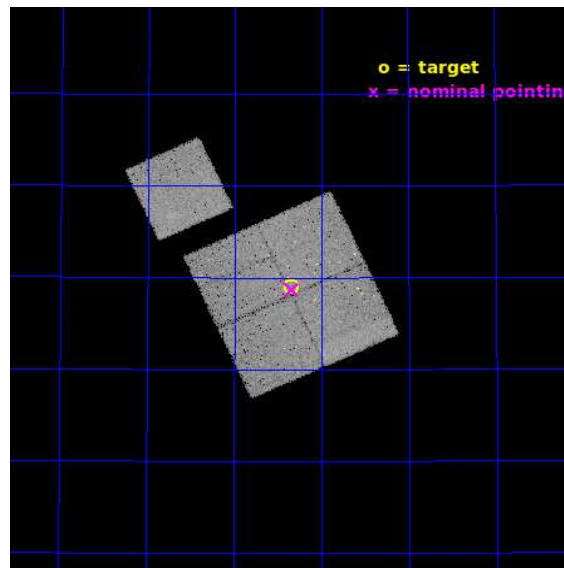 o = target
x = nominal pointin